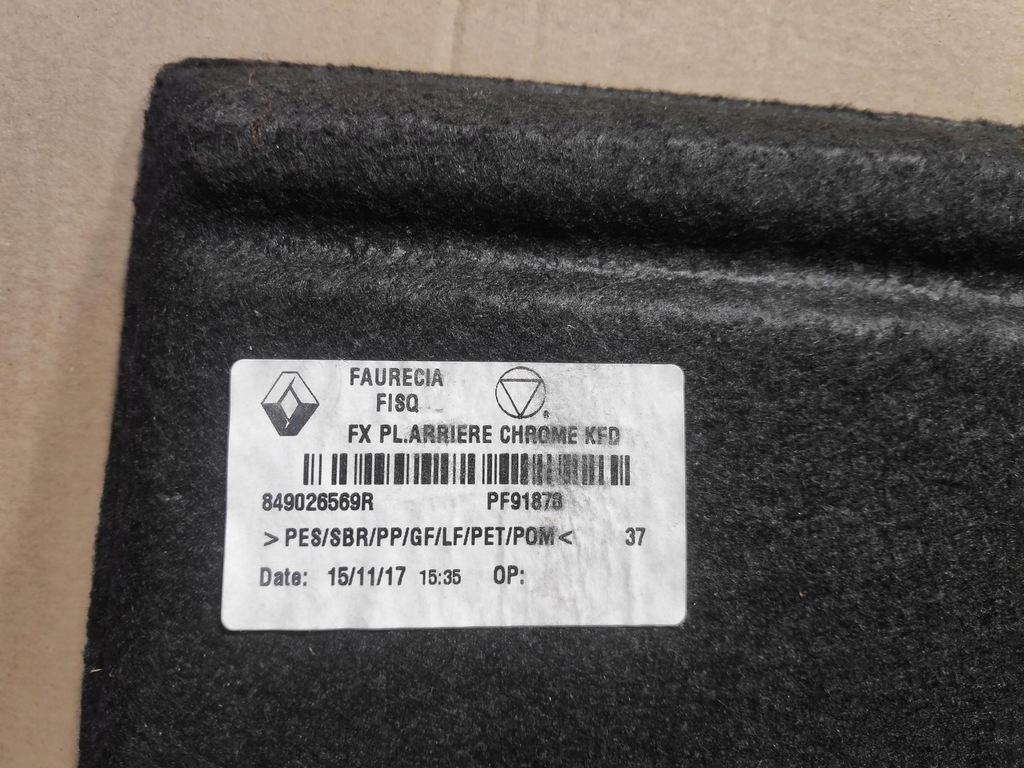 FAURECIA
FISQ
FX PL.ARRIERE CHROME KFD
849026569R PF91878
>PES/SBR/PP/GF/LF/PET/POM< 37
Date: 15/11/17 15:35 OP: